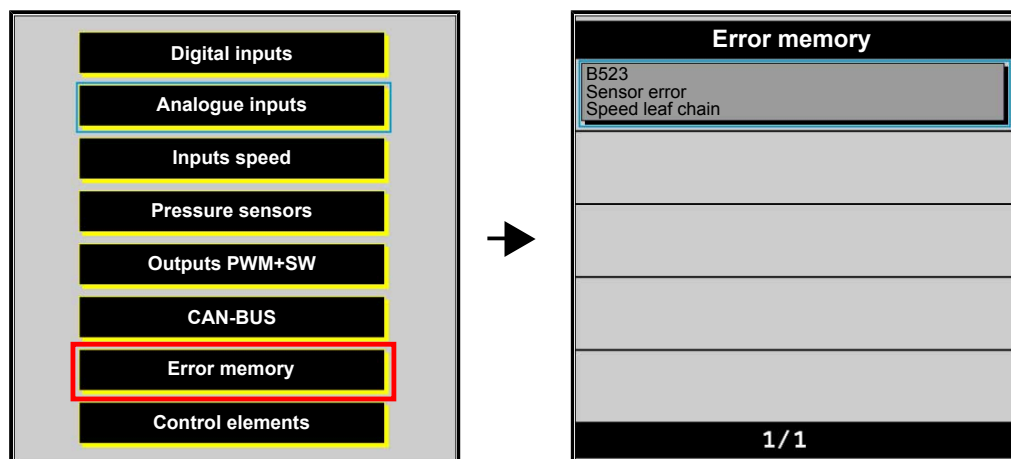 Digital inputs
Analogue inputs
Inputs speed
Pressure sensors
Outputs PWM+SW
CAN-BUS
Error memory
Control elements
Error memory
B523
Sensor error
Speed leaf chain
1/1